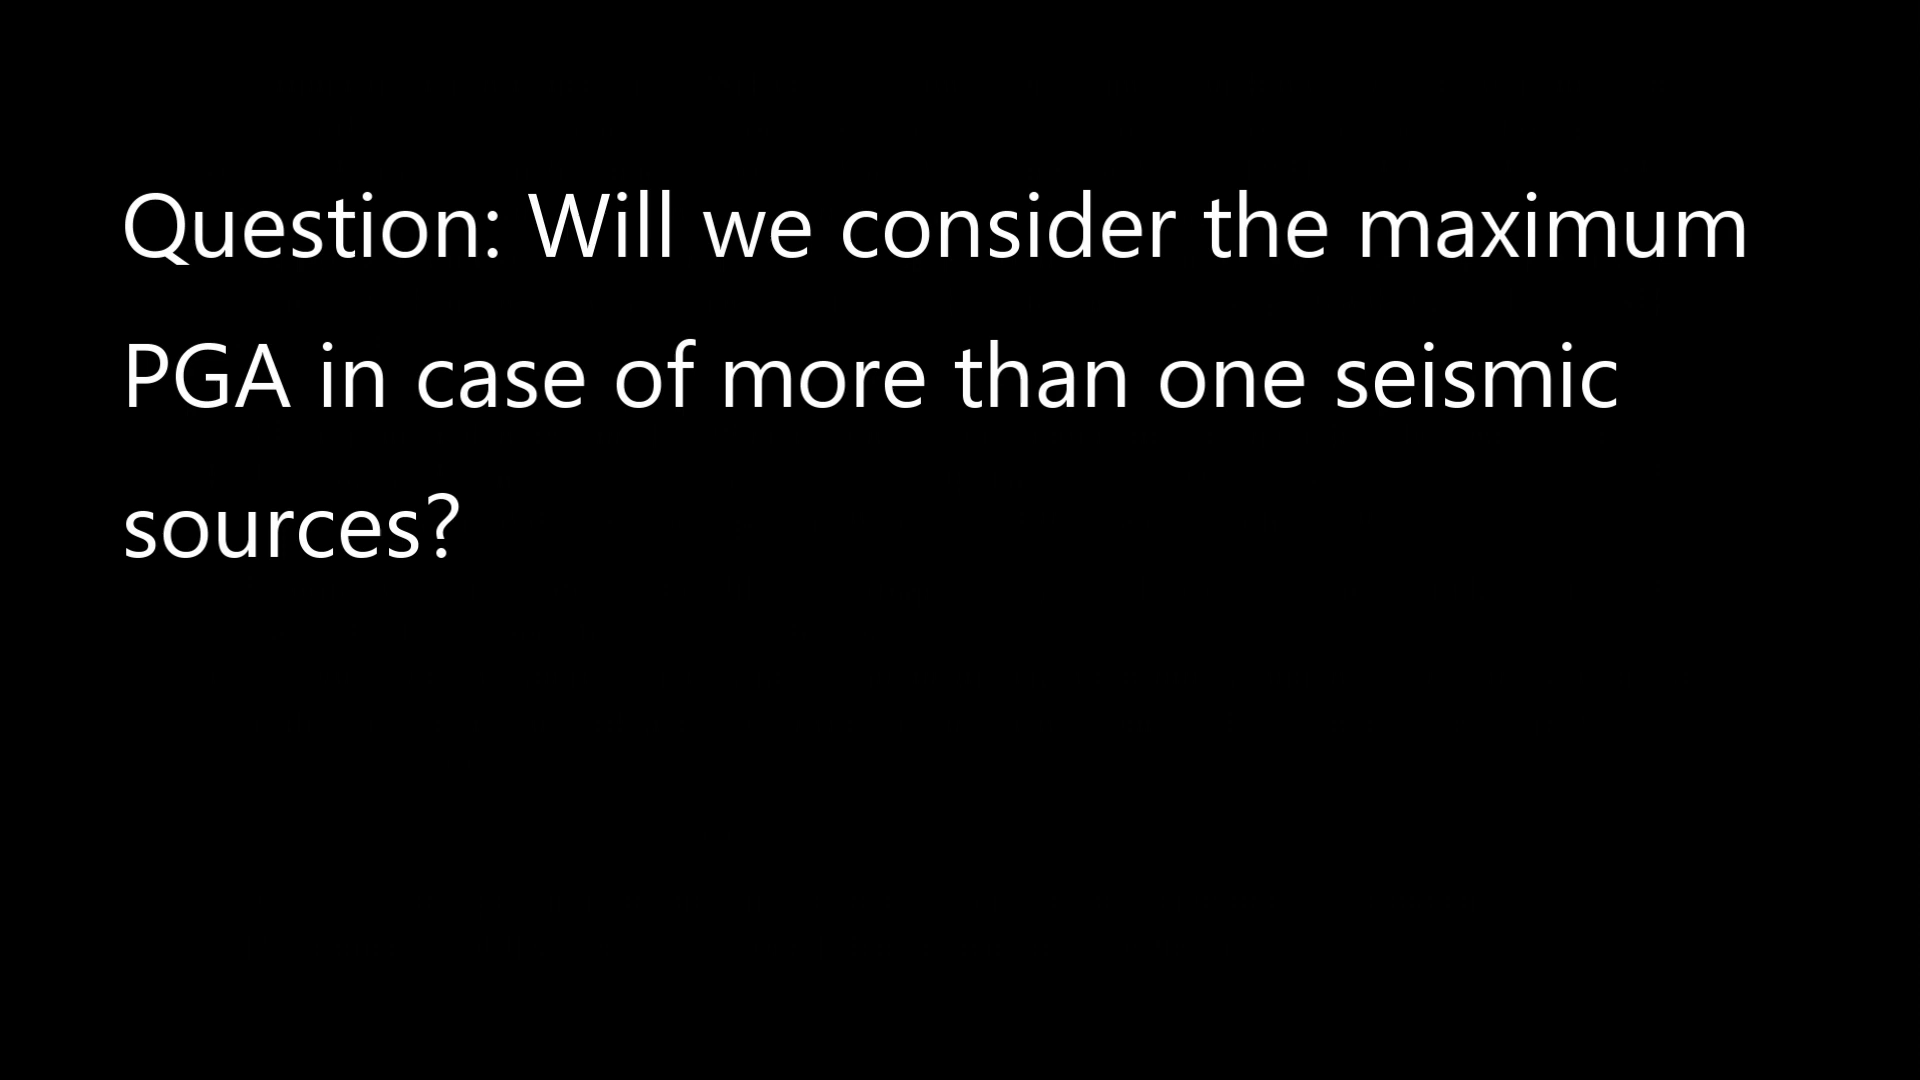 Question: Will we consider the maximum
PGA in case of more than one seismic
sources?